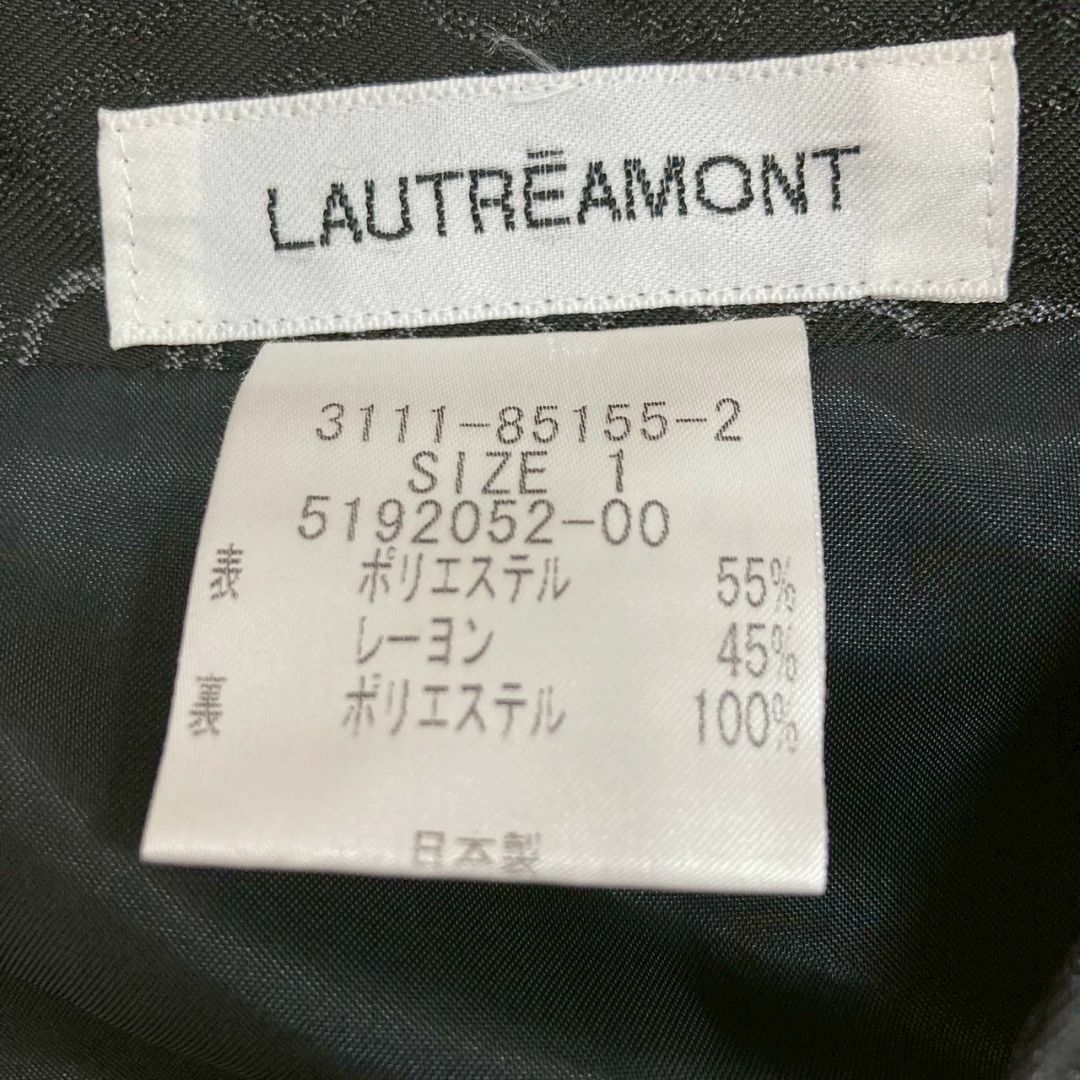 LAUTRĒAMONT
3111-85155-2
SIZE 1
5192052-00
表 ポリエステル 55%
レーヨン 45%
裏 ポリエステル 100%
日本製